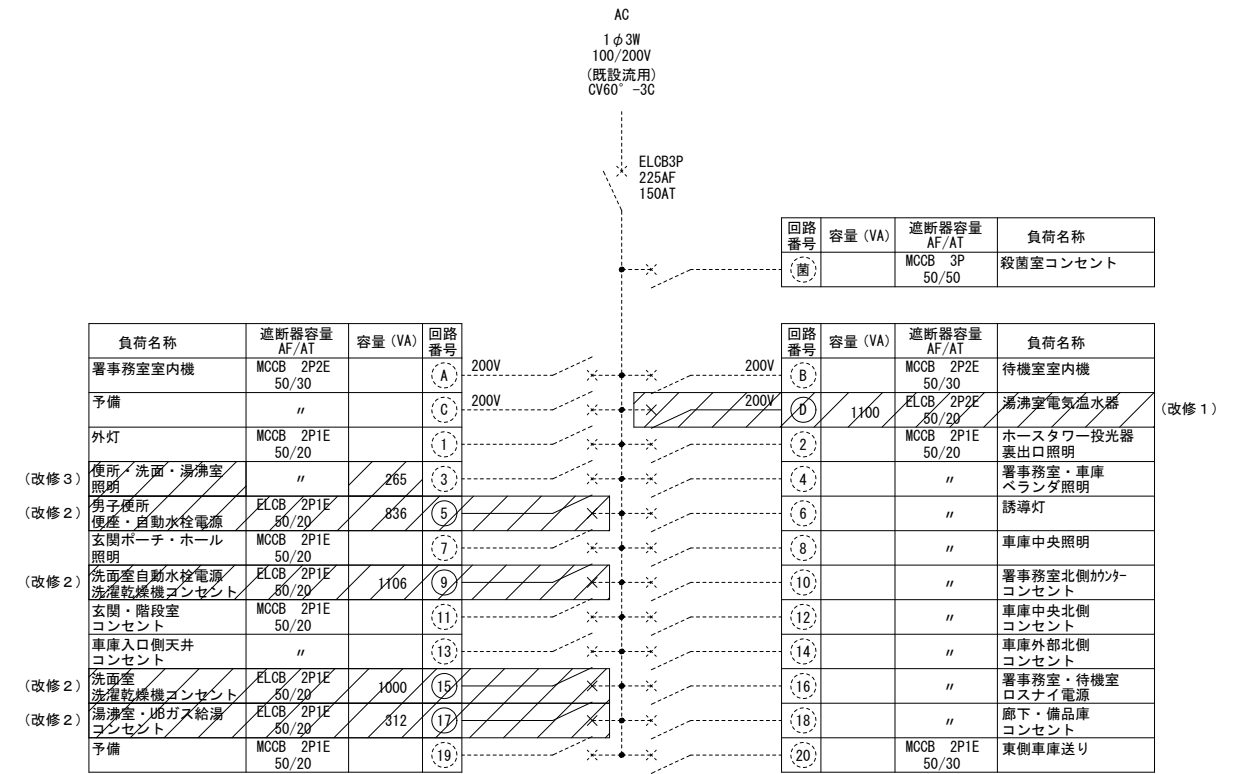 AC
1φ3W
100/200V
(既設流用)
CV60°-3C
ELCB3P
225AF
150AT
回路番号 容量(VA) 遮断器容量 AF/AT 負荷名称
菌 MCCB 3P 50/50 殺菌室コンセント
負荷名称 遮断器容量 AF/AT 容量(VA) 回路番号
署事務室室内機 MCCB 2P2E 50/30 A 200V
予備 〃 C 200V
外灯 MCCB 2P1E 50/20 1
(改修3) 便所・洗面・湯沸室照明 〃 265 3
(改修2) 男子便所便座・自動水栓電源 ELCB 2P1E 50/20 836 5
玄関ポーチ・ホール照明 MCCB 2P1E 50/20 7
(改修2) 洗面室自動水栓電源洗濯乾燥機コンセント ELCB 2P1E 50/20 1106 9
玄関・階段室コンセント MCCB 2P1E 50/20 11
車庫入口側天井コンセント 〃 13
(改修2) 洗面室洗濯乾燥機コンセント ELCB 2P1E 50/20 1000 15
(改修2) 湯沸室・UBガス給湯コンセント ELCB 2P1E 50/20 312 17
予備 MCCB 2P1E 50/20 19
回路番号 容量(VA) 遮断器容量 AF/AT 負荷名称
200V B MCCB 2P2E 50/30 待機室室内機
200V D 1100 ELCB 2P2E 50/20 湯沸室電気温水器 (改修1)
2 MCCB 2P1E 50/20 ホースタワー投光器裏出口照明
4 〃 署事務室・車庫ベランダ照明
6 〃 誘導灯
8 〃 車庫中央照明
10 〃 署事務室北側カウンターコンセント
12 〃 車庫中央北側コンセント
14 〃 車庫外部北側コンセント
16 〃 署事務室・待機室ロスナイ電源
18 〃 廊下・備品庫コンセント
20 MCCB 2P1E 50/30 東側車庫送り